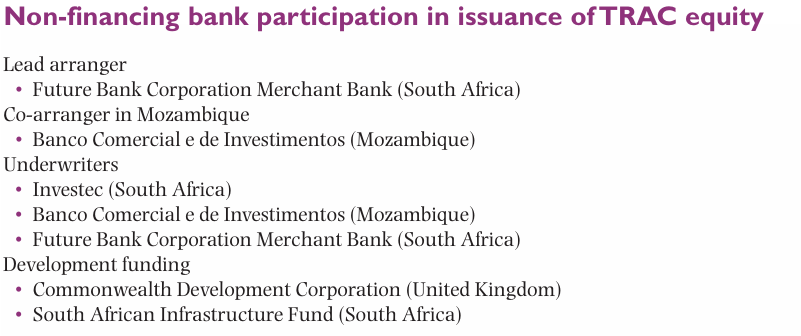 Non-financing bank participation in issuance of TRAC equity
Lead arranger
• Future Bank Corporation Merchant Bank (South Africa)
Co-arranger in Mozambique
• Banco Comercial e de Investimentos (Mozambique)
Underwriters
• Investec (South Africa)
• Banco Comercial e de Investimentos (Mozambique)
• Future Bank Corporation Merchant Bank (South Africa)
Development funding
• Commonwealth Development Corporation (United Kingdom)
• South African Infrastructure Fund (South Africa)